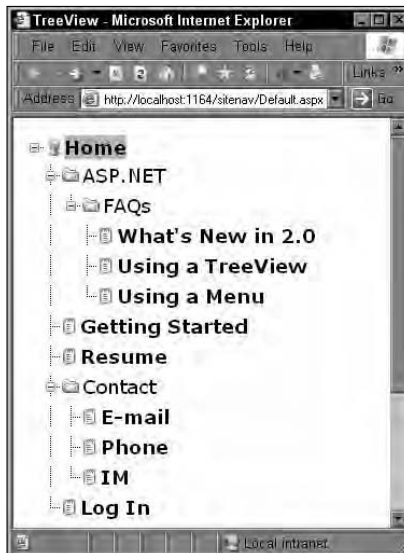 TreeView - Microsoft Internet Explorer
File Edit View Favorites Tools Help
Links »
Address http://localhost:1164/sitenav/Default.aspx Go
Home
ASP.NET
FAQs
What's New in 2.0
Using a TreeView
Using a Menu
Getting Started
Resume
Contact
E-mail
Phone
IM
Log In
Local intranet